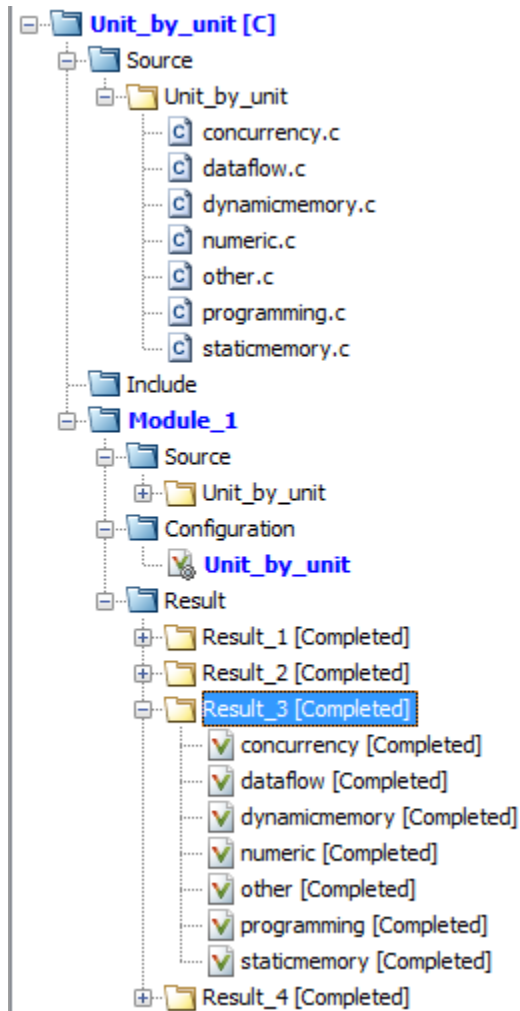 Unit_by_unit [C]
Source
Unit_by_unit
concurrency.c
dataflow.c
dynamicmemory.c
numeric.c
other.c
programming.c
staticmemory.c
Include
Module_1
Source
Unit_by_unit
Configuration
Unit_by_unit
Result
Result_1 [Completed]
Result_2 [Completed]
Result_3 [Completed]
concurrency [Completed]
dataflow [Completed]
dynamicmemory [Completed]
numeric [Completed]
other [Completed]
programming [Completed]
staticmemory [Completed]
Result_4 [Completed]